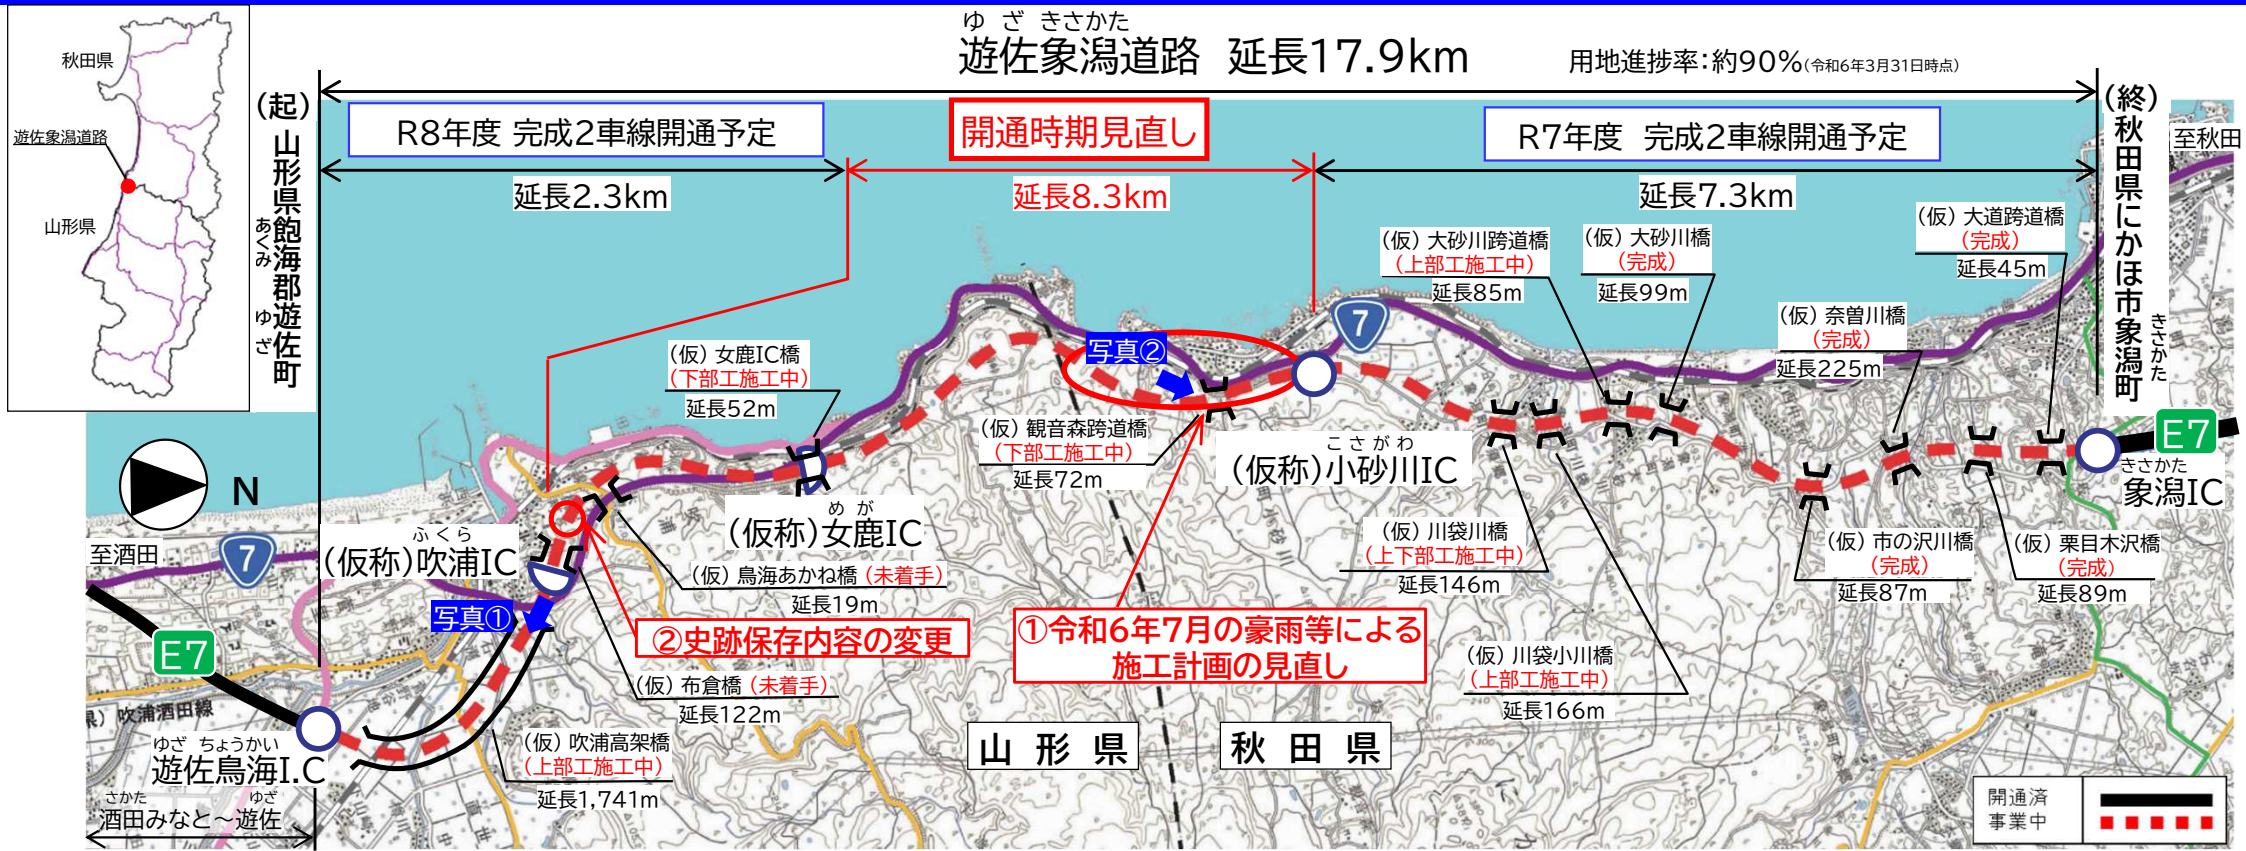 ゆ ざ きさかた
遊佐象潟道路 延長17.9km
用地進捗率:約90%(令和6年3月31日時点)
秋田県
遊佐象潟道路
山形県
(起)
山形県飽海郡遊佐町
あくみ
ゆざ
R8年度 完成2車線開通予定
延長2.3km
開通時期見直し
延長8.3km
R7年度 完成2車線開通予定
延長7.3km
(終)
秋田県にかほ市象潟町
きさかた
至秋田
(仮) 大道跨道橋
(完成)
延長45m
(仮) 大砂川跨道橋
(上部工施工中)
延長85m
(仮) 大砂川橋
(完成)
延長99m
(仮) 奈曽川橋
(完成)
延長225m
7
(仮) 女鹿IC橋
(下部工施工中)
延長52m
写真②
(仮) 観音森跨道橋
(下部工施工中)
延長72m
こさがわ
(仮称)小砂川IC
E7
きさかた
象潟IC
N
至酒田
7
ふくら
(仮称)吹浦IC
めが
(仮称)女鹿IC
(仮) 鳥海あかね橋 (未着手)
延長19m
写真①
②史跡保存内容の変更
①令和6年7月の豪雨等による
施工計画の見直し
(仮) 川袋川橋
(上下部工施工中)
延長146m
(仮) 市の沢川橋
(完成)
延長87m
(仮) 栗目木沢橋
(完成)
延長89m
(仮) 川袋小川橋
(上部工施工中)
延長166m
E7
(仮) 布倉橋 (未着手)
延長122m
吹浦酒田線
(仮) 吹浦高架橋
(上部工施工中)
延長1,741m
ゆざ ちょうかい
遊佐鳥海I.C
さかた ゆざ
酒田みなと～遊佐
山形県
秋田県
開通済
事業中